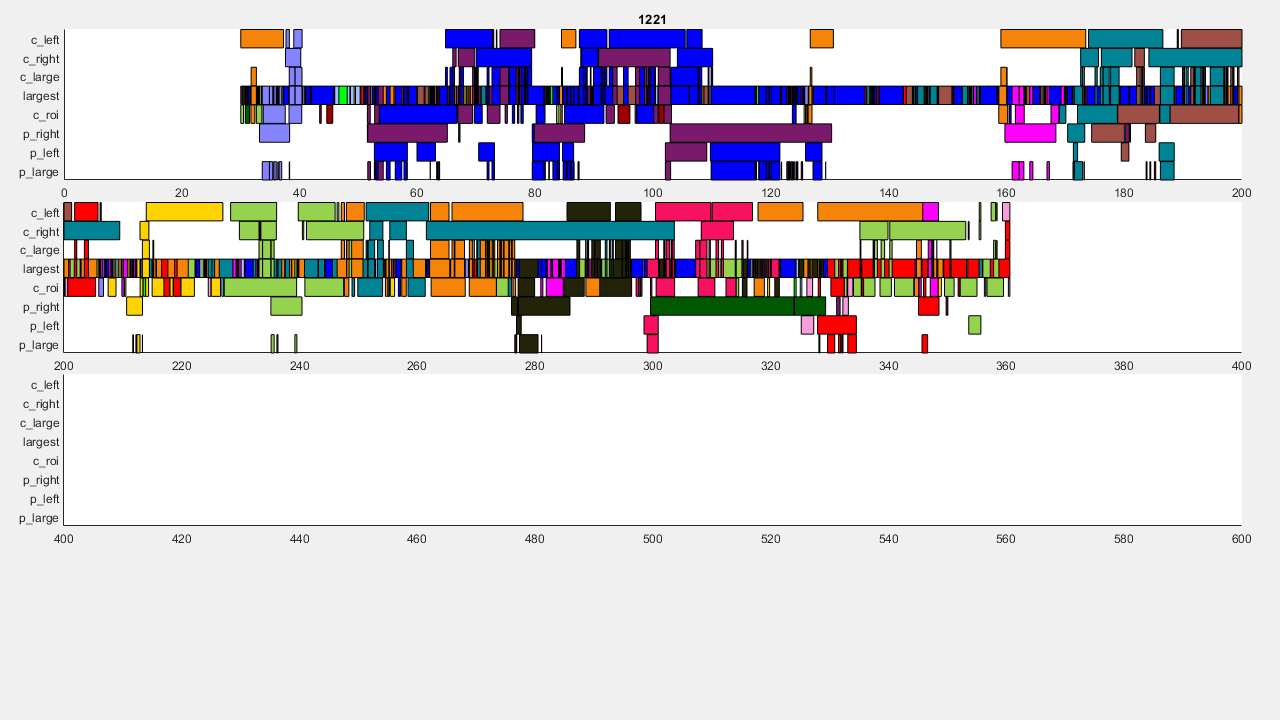 1221
c_left
c_right
c_large
largest
c_roi
p_right
p_left
p_large
0 20 40 60 80 100 120 140 160 180 200
c_left
c_right
c_large
largest
c_roi
p_right
p_left
p_large
200 220 240 260 280 300 320 340 360 380 400
c_left
c_right
c_large
largest
c_roi
p_right
p_left
p_large
400 420 440 460 480 500 520 540 560 580 600